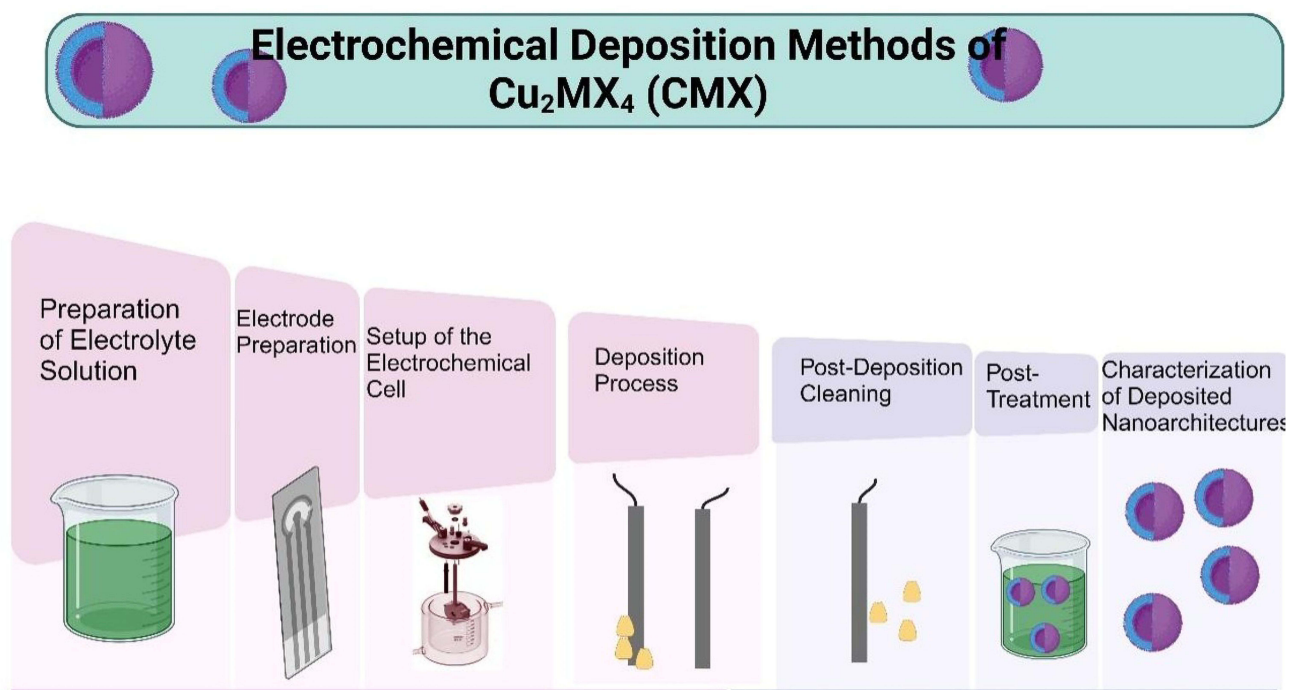 Electrochemical Deposition Methods of
Cu₂MX₄ (CMX)
Preparation
of Electrolyte
Solution
Electrode
Preparation
Setup of the
Electrochemical
Cell
Deposition
Process
Post-Deposition
Cleaning
Post-
Treatment
Characterization
of Deposited
Nanoarchitectures